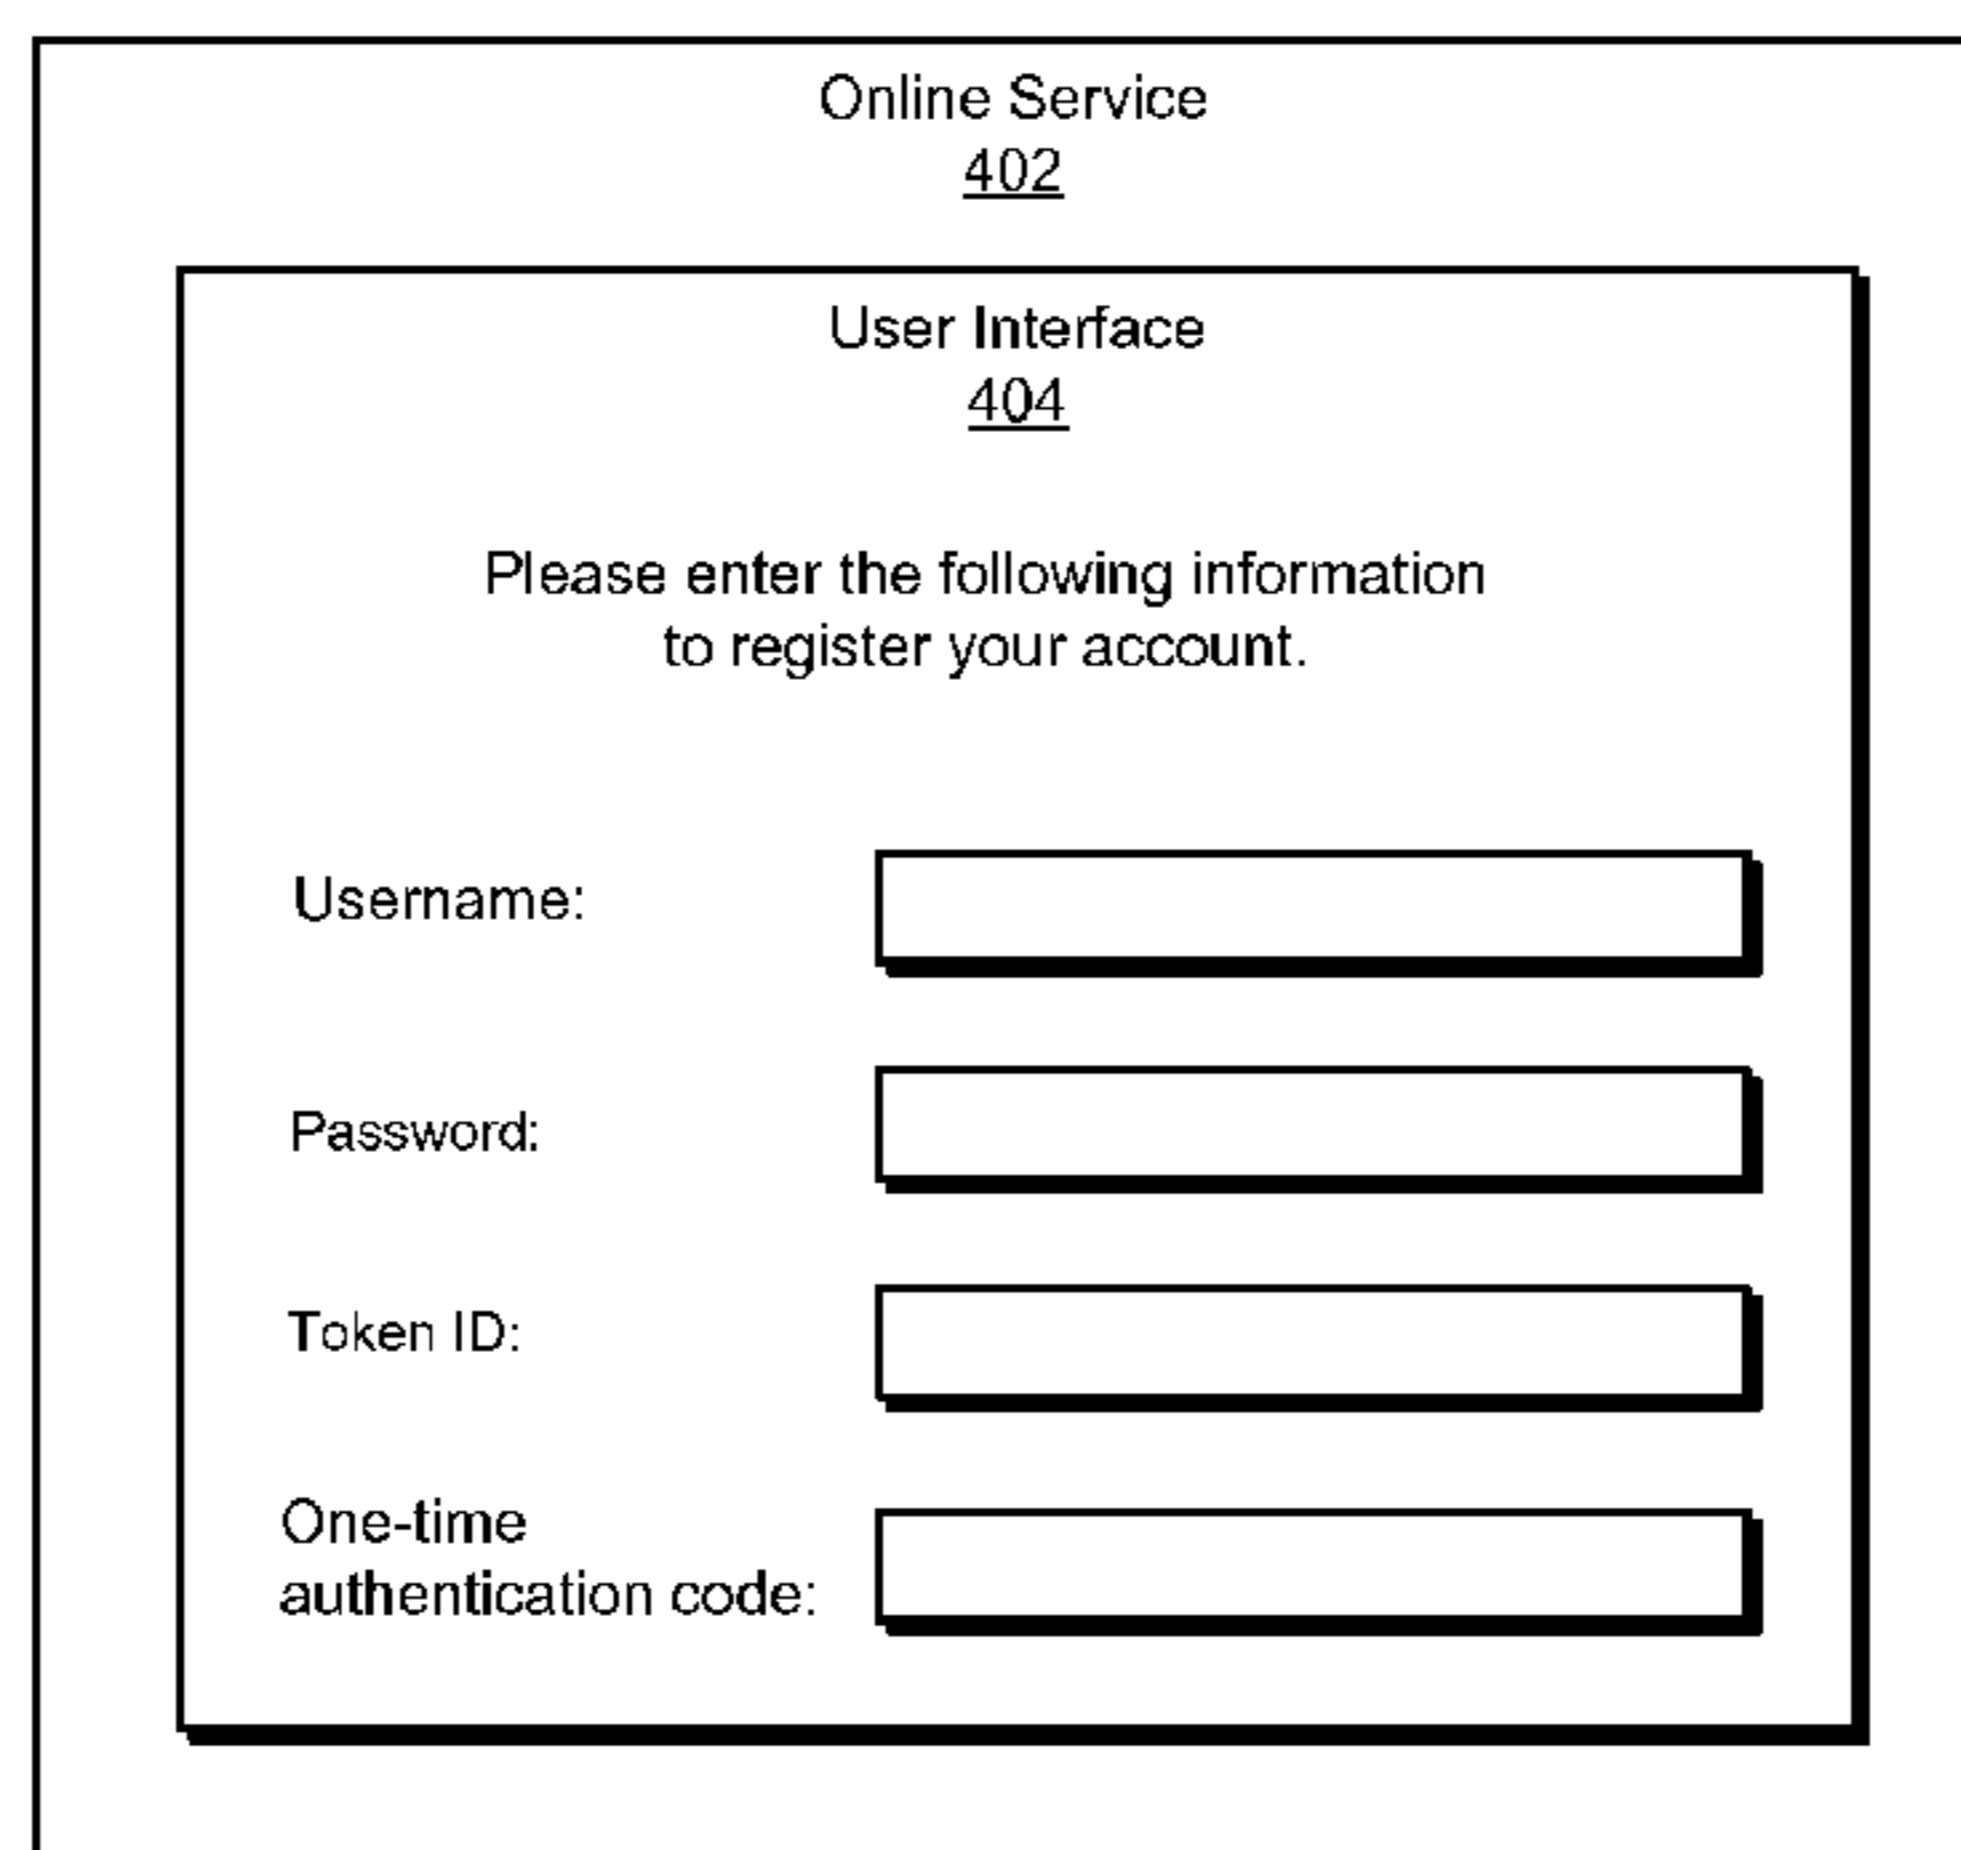 Online Service
402
User Interface
404
Please enter the following information
to register your account.
Username:
Password:
Token ID:
One-time
authentication code: